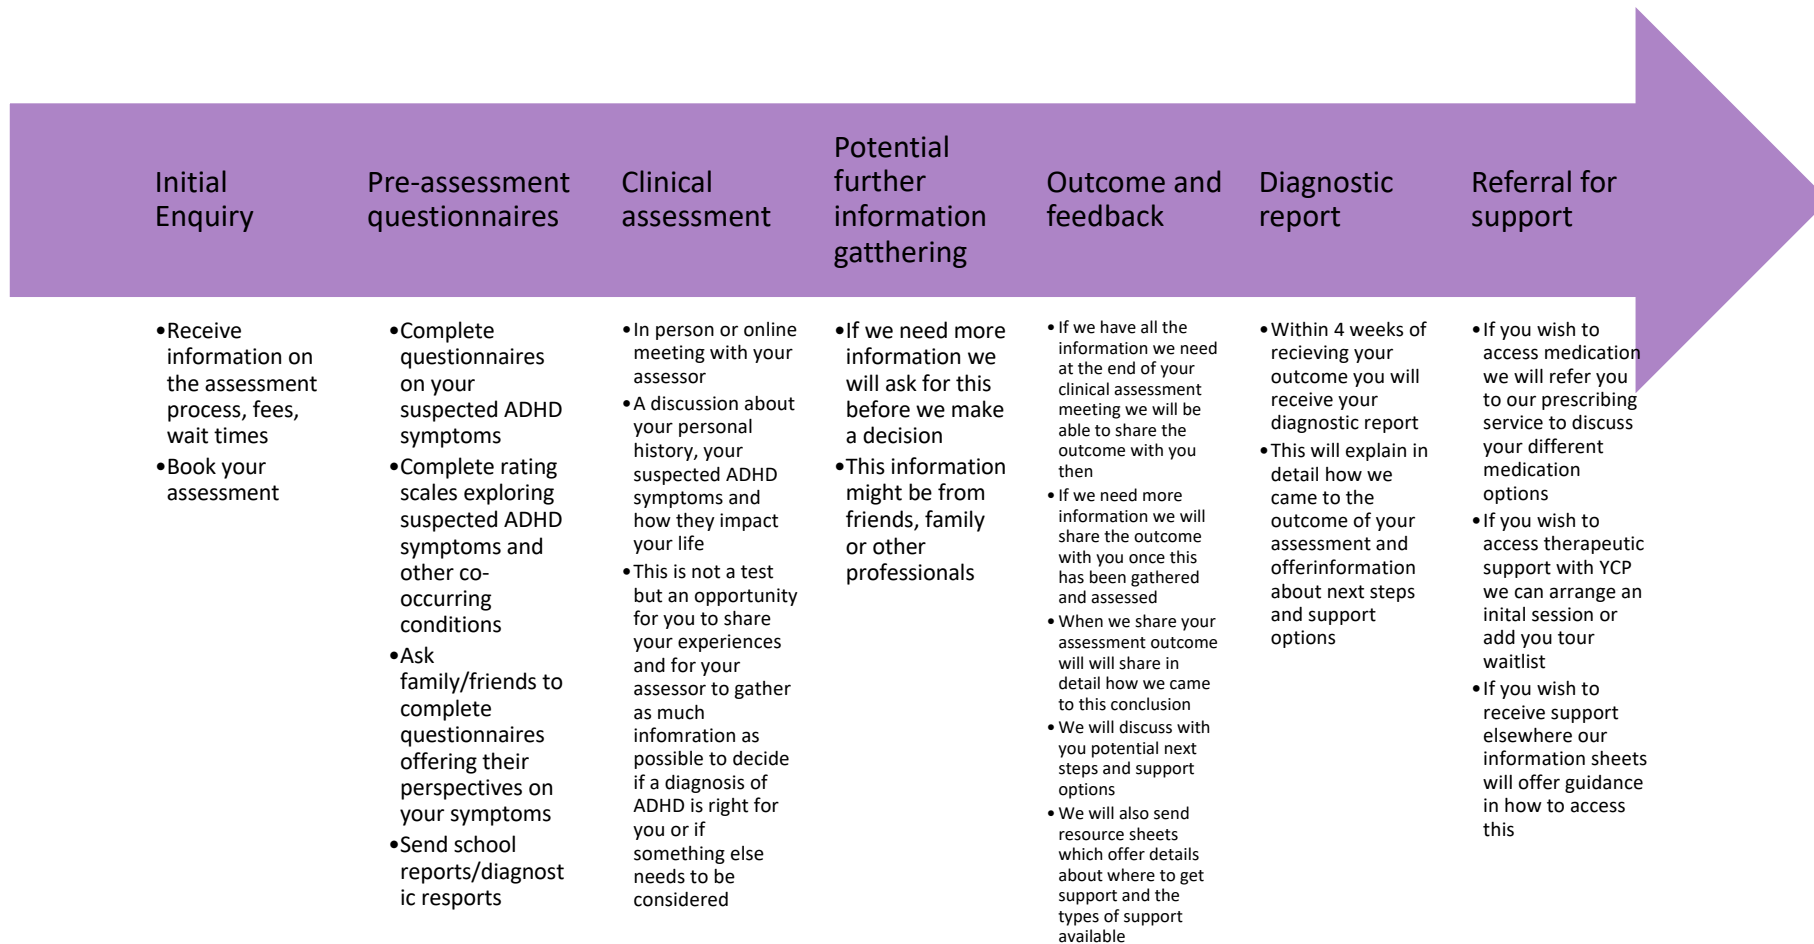 Initial
Enquiry
Pre-assessment
questionnaires
Clinical
assessment
Potential
further
information
gatthering
Outcome and
feedback
Diagnostic
report
Referral for
support
•Receive
information on
the assessment
process, fees,
wait times
•Book your
assessment
•Complete
questionnaires
on your
suspected ADHD
symptoms
•Complete rating
scales exploring
suspected ADHD
symptoms and
other co-
occurring
conditions
•Ask
family/friends to
complete
questionnaires
offering their
perspectives on
your symptoms
•Send school
reports/diagnost
ic resports
•In person or online
meeting with your
assessor
•A discussion about
your personal
history, your
suspected ADHD
symptoms and
how they impact
your life
•This is not a test
but an opportunity
for you to share
your experiences
and for your
assessor to gather
as much
infomration as
possible to decide
if a diagnosis of
ADHD is right for
you or if
something else
needs to be
considered
•If we need more
information we
will ask for this
before we make
a decision
•This information
might be from
friends, family
or other
professionals
•If we have all the
information we need
at the end of your
clinical assessment
meeting we will be
able to share the
outcome with you
then
•If we need more
information we will
share the outcome
with you once this
has been gathered
and assessed
•When we share your
assessment outcome
will will share in
detail how we came
to this conclusion
•We will discuss with
you potential next
steps and support
options
•We will also send
resource sheets
which offer details
about where to get
support and the
types of support
available
•Within 4 weeks of
recieving your
outcome you will
receive your
diagnostic report
•This will explain in
detail how we
came to the
outcome of your
assessment and
offerinformation
about next steps
and support
options
•If you wish to
access medication
we will refer you
to our prescribing
service to discuss
your different
medication
options
•If you wish to
access therapeutic
support with YCP
we can arrange an
inital session or
add you tour
waitlist
•If you wish to
receive support
elsewhere our
information sheets
will offer guidance
in how to access
this